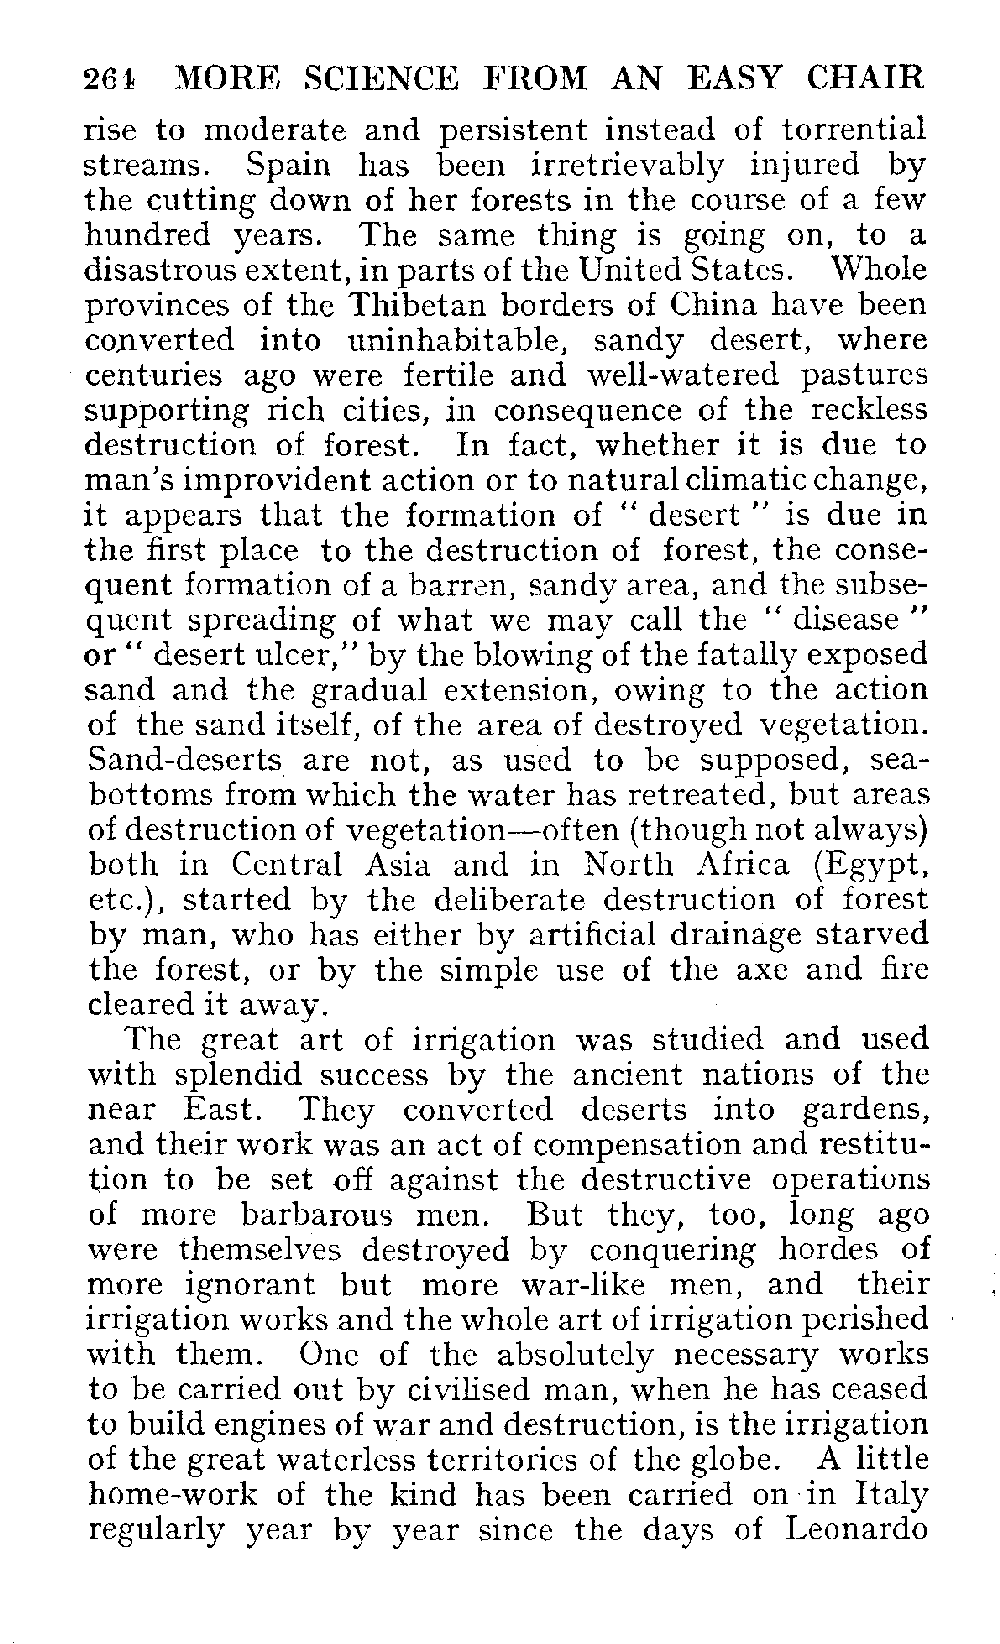 264 MORE SCIENCE FROM AN EASY CHAIR
rise to moderate and persistent instead of torrential
streams. Spain has been irretrievably injured by
the cutting down of her forests in the course of a few
hundred years. The same thing is going on, to a
disastrous extent, in parts of the United States. Whole
provinces of the Thibetan borders of China have been
converted into uninhabitable, sandy desert, where
centuries ago were fertile and well-watered pastures
supporting rich cities, in consequence of the reckless
destruction of forest. In fact, whether it is due to
man's improvident action or to natural climatic change,
it appears that the formation of " desert " is due in
the first place to the destruction of forest, the conse-
quent formation of a barren, sandy area, and the subse-
quent spreading of what we may call the " disease "
or " desert ulcer," by the blowing of the fatally exposed
sand and the gradual extension, owing to the action
of the sand itself, of the area of destroyed vegetation.
Sand-deserts are not, as used to be supposed, sea-
bottoms from which the water has retreated, but areas
of destruction of vegetation—often (though not always)
both in Central Asia and in North Africa (Egypt,
etc.), started by the deliberate destruction of forest
by man, who has either by artificial drainage starved
the forest, or by the simple use of the axe and fire
cleared it away.
The great art of irrigation was studied and used
with splendid success by the ancient nations of the
near East. They converted deserts into gardens,
and their work was an act of compensation and restitu-
tion to be set off against the destructive operations
of more barbarous men. But they, too, long ago
were themselves destroyed by conquering hordes of
more ignorant but more war-like men, and their
irrigation works and the whole art of irrigation perished
with them. One of the absolutely necessary works
to be carried out by civilised man, when he has ceased
to build engines of war and destruction, is the irrigation
of the great waterless territories of the globe. A little
home-work of the kind has been carried on in Italy
regularly year by year since the days of Leonardo